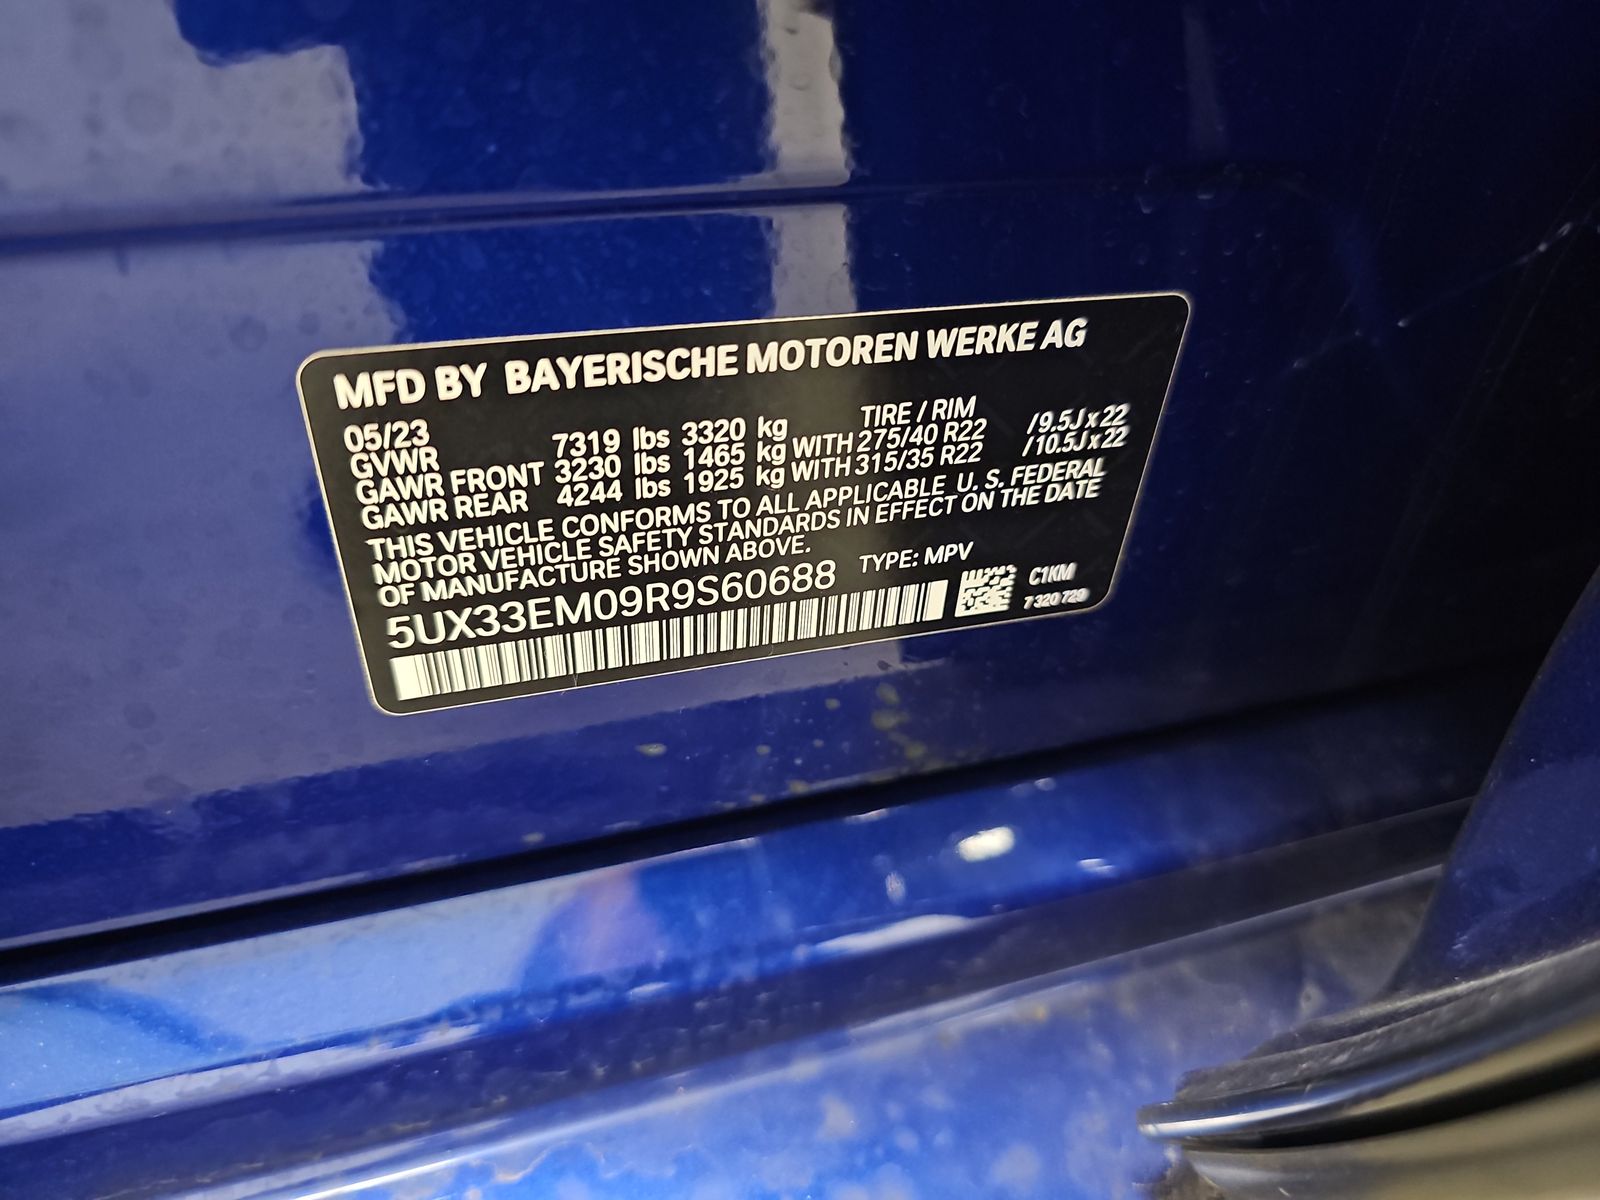 MFD BY BAYERISCHE MOTOREN WERKE AG
05/23 TIRE / RIM
GVWR 7319 lbs 3320 kg
GAWR FRONT 3230 lbs 1465 kg WITH 275/40 R22 /9.5J x 22
GAWR REAR 4244 lbs 1925 kg WITH 315/35 R22 /10.5J x 22
THIS VEHICLE CONFORMS TO ALL APPLICABLE U. S. FEDERAL
MOTOR VEHICLE SAFETY STANDARDS IN EFFECT ON THE DATE
OF MANUFACTURE SHOWN ABOVE.
5UX33EM09R9S60688 TYPE: MPV
C1KM
7 320 729